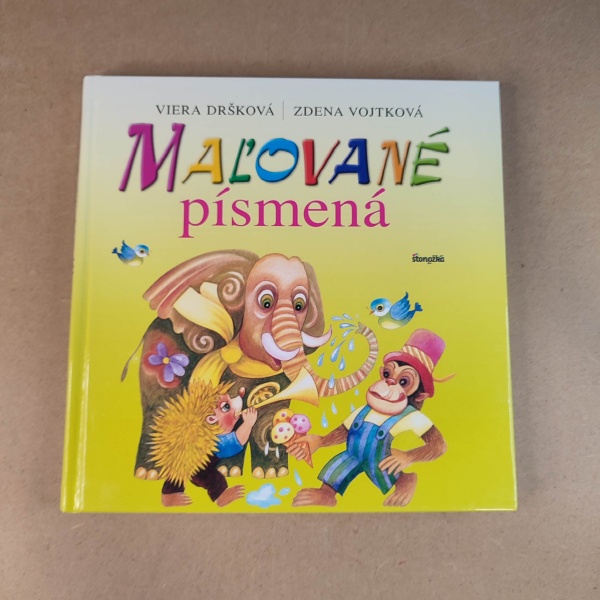 VIERA DRŠKOVÁ | ZDENA VOJTKOVÁ
MAĽOVANÉ
písmená
stonožka